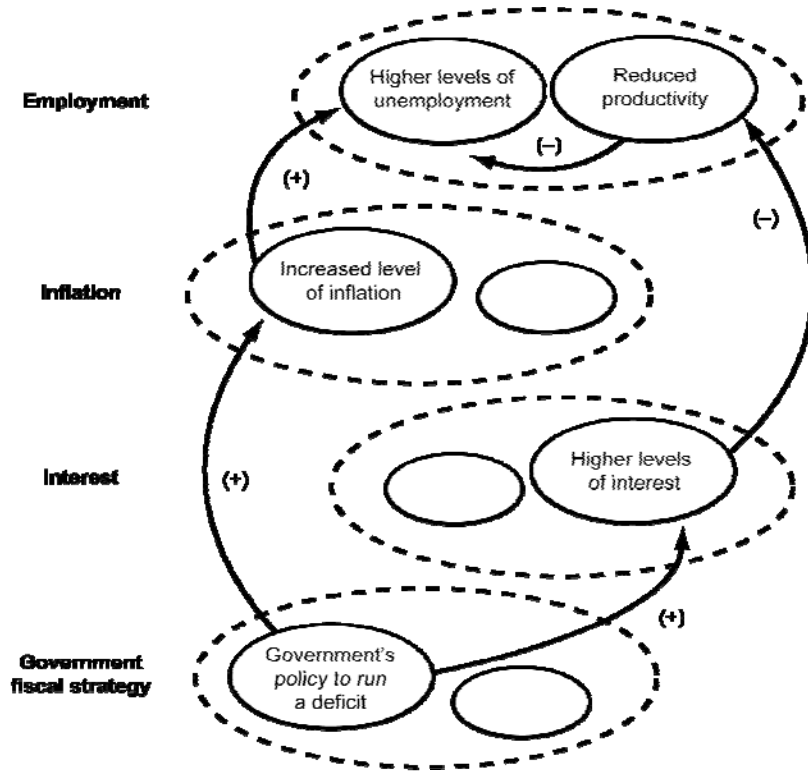 Employment
Higher levels of
unemployment
Reduced
productivity
(–)
(+)
(–)
Inflation
Increased level
of inflation
Interest
(+)
Higher levels
of interest
(+)
Government
fiscal strategy
Government's
policy to run
a deficit